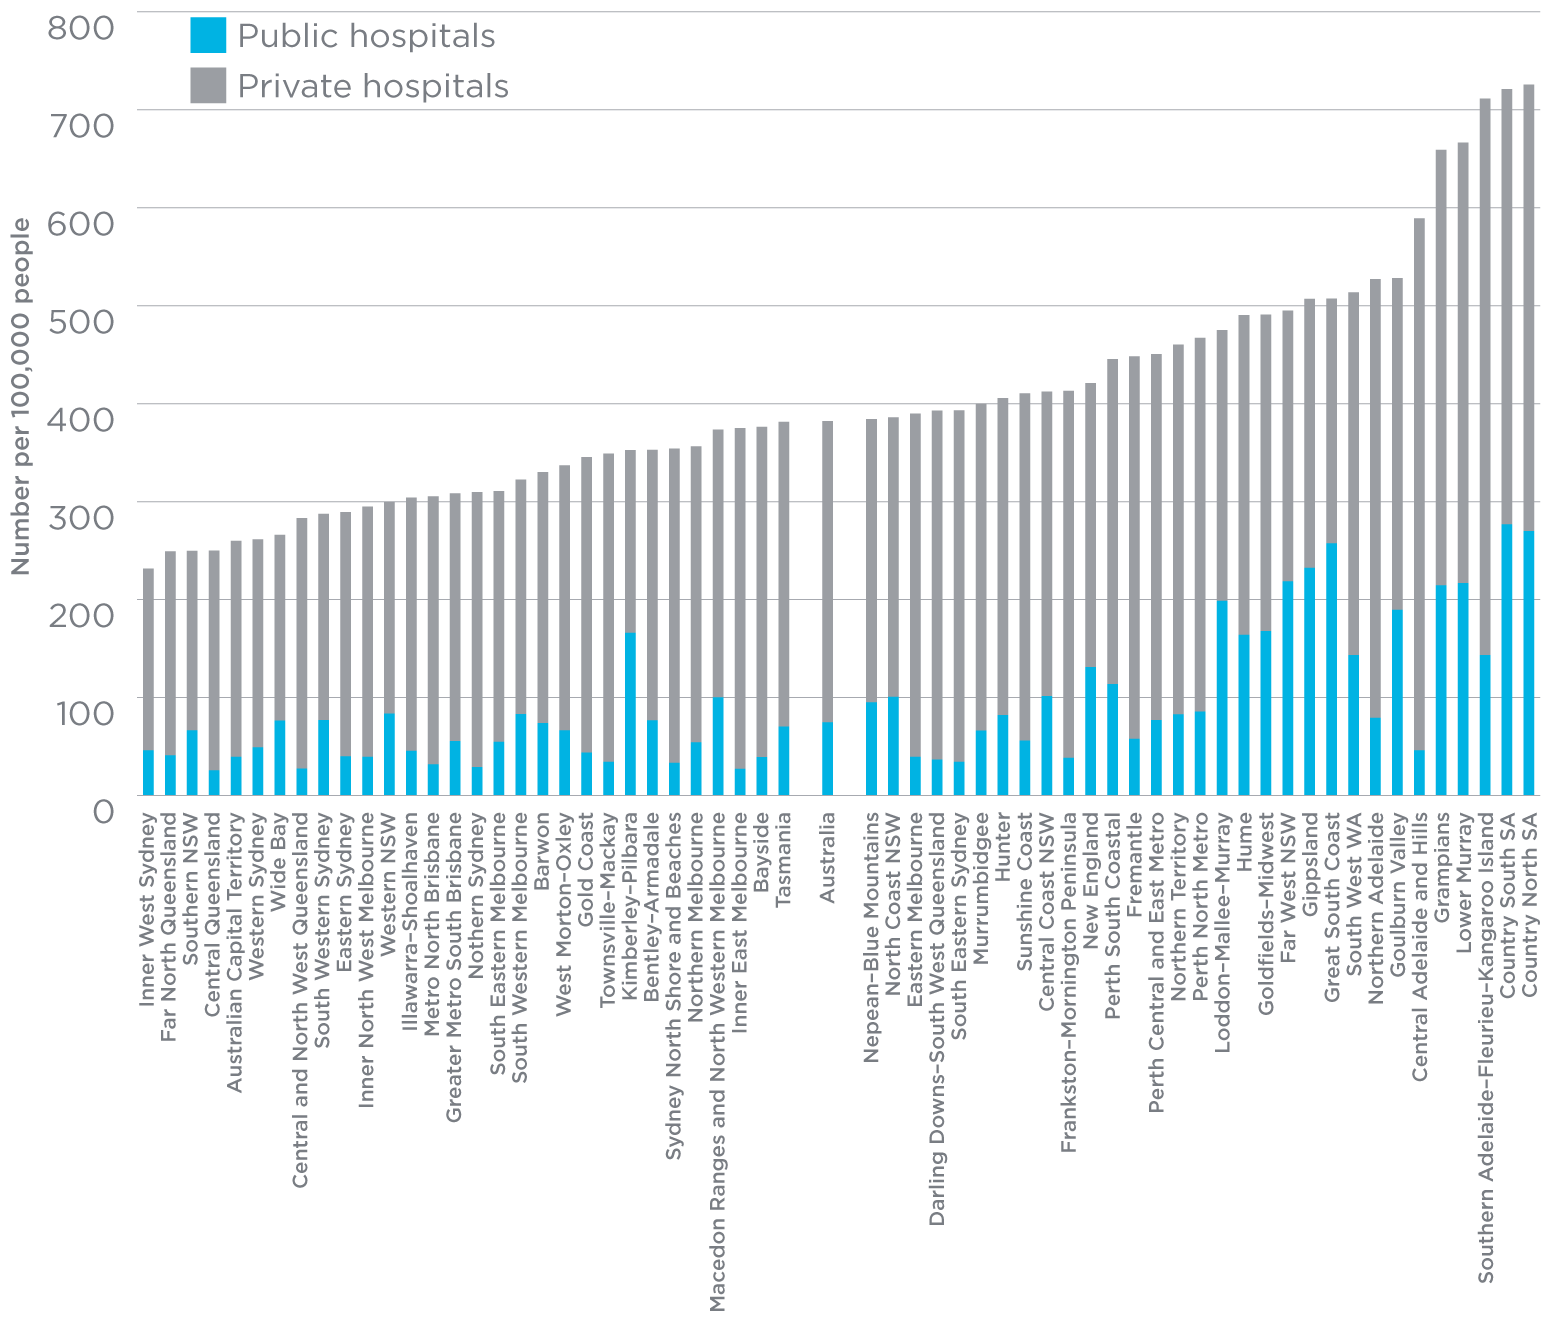 800
700
600
500
400
300
200
100
0
Number per 100,000 people
Public hospitals
Private hospitals
Inner West Sydney
Far North Queensland
Southern NSW
Central Queensland
Australian Capital Territory
Western Sydney
Wide Bay
Central and North West Queensland
South Western Sydney
Eastern Sydney
Inner North West Melbourne
Western NSW
Illawarra–Shoalhaven
Metro North Brisbane
Greater Metro South Brisbane
Nothern Sydney
South Eastern Melbourne
South Western Melbourne
Barwon
West Morton–Oxley
Gold Coast
Townsville–Mackay
Kimberley–Pilbara
Bentley–Armadale
Sydney North Shore and Beaches
Northern Melbourne
Macedon Ranges and North Western Melbourne
Inner East Melbourne
Bayside
Tasmania
Australia
Nepean–Blue Mountains
North Coast NSW
Eastern Melbourne
Darling Downs–South West Queensland
South Eastern Sydney
Murrumbidgee
Hunter
Sunshine Coast
Central Coast NSW
Frankston–Mornington Peninsula
New England
Perth South Coastal
Fremantle
Perth Central and East Metro
Northern Territory
Perth North Metro
Loddon–Mallee–Murray
Hume
Goldfields–Midwest
Far West NSW
Gippsland
Great South Coast
South West WA
Northern Adelaide
Goulburn Valley
Central Adelaide and Hills
Grampians
Lower Murray
Southern Adelaide–Fleurieu–Kangaroo Island
Country South SA
Country North SA